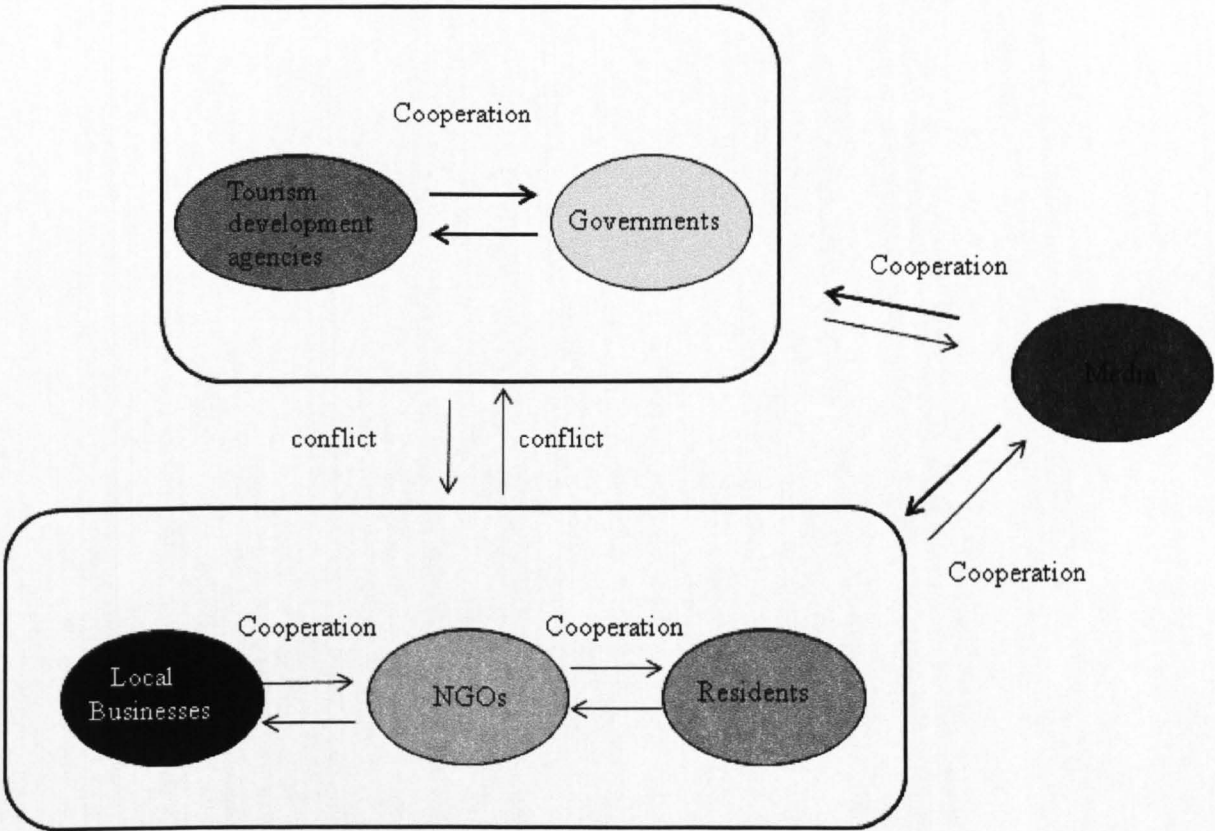 Cooperation
Tourism
development
agencies
Governments
Cooperation
Media
conflict
conflict
Cooperation
Cooperation
Cooperation
Local
Businesses
NGOs
Residents